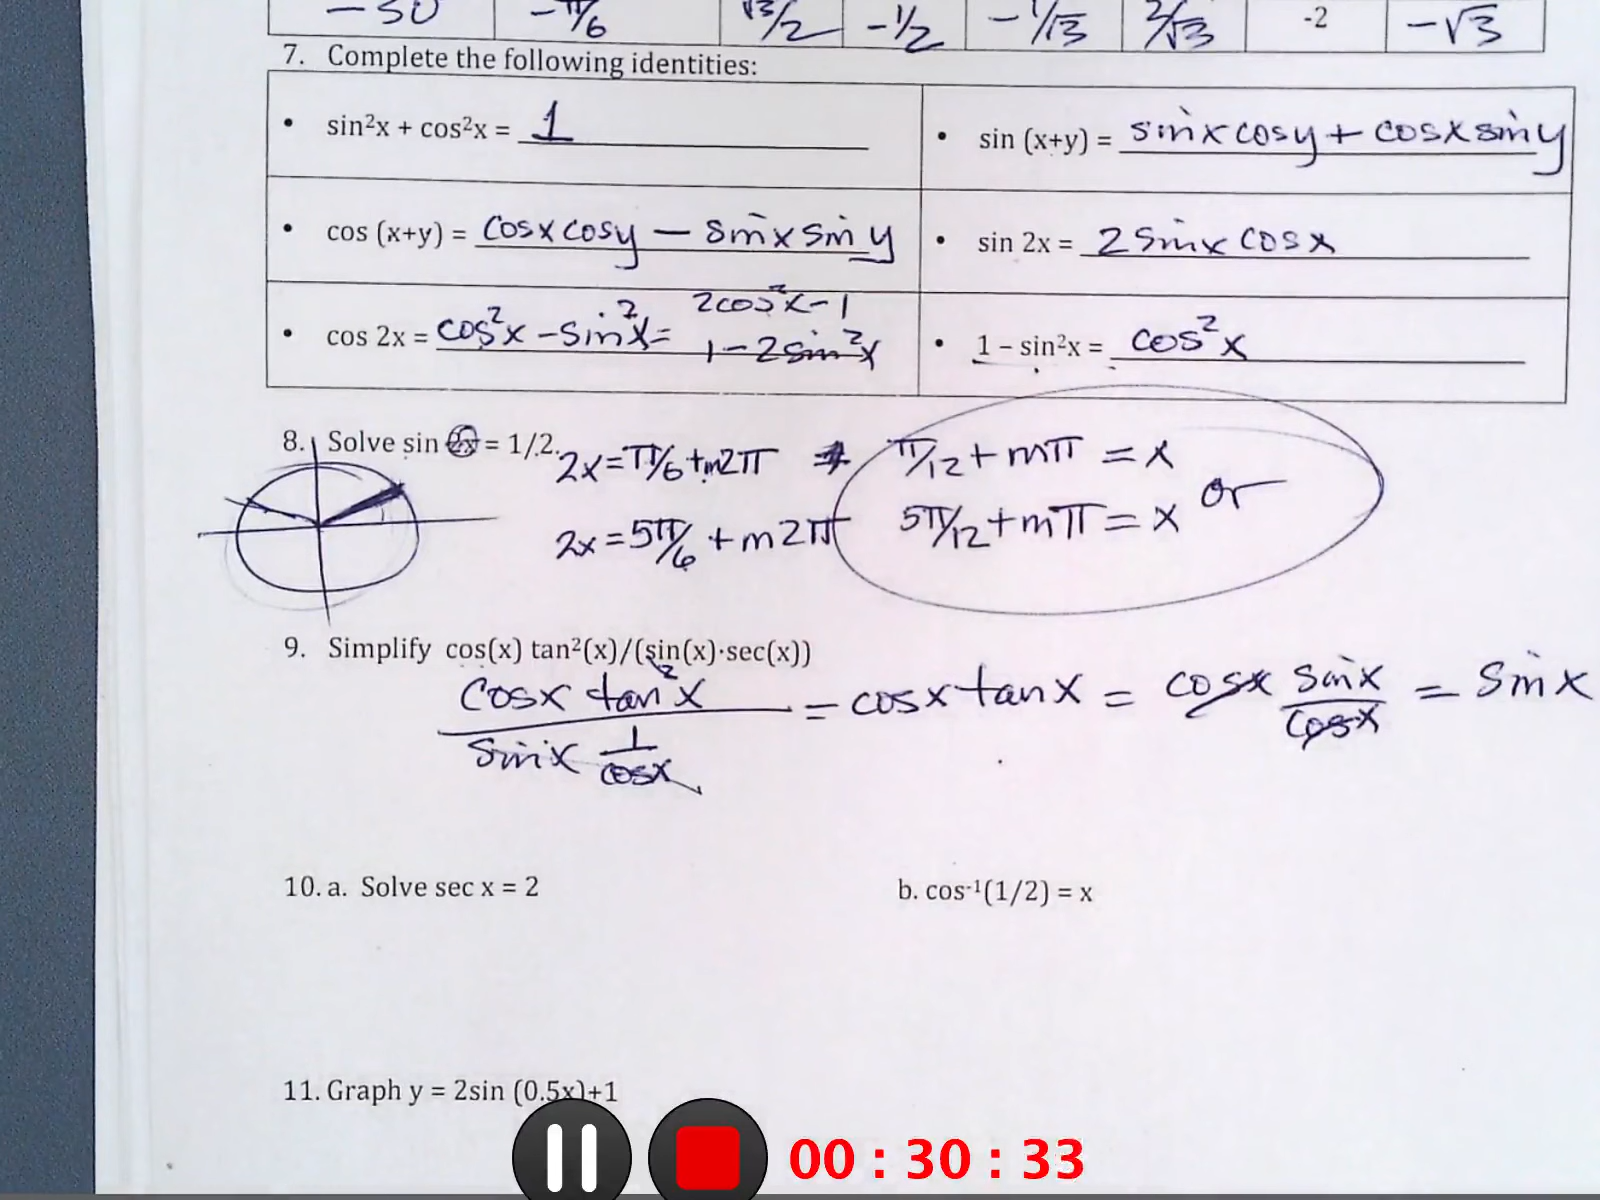 -30 -π/6 √3/2 -1/2 -1/√3 2/√3 -2 -√3
7. Complete the following identities:
• sin²x + cos²x = 1
• sin (x+y) = sinx cosy + cosx siny
• cos (x+y) = cosx cosy - sinx siny
• sin 2x = 2 sinx cosx
2cos²x - 1
• cos 2x = cos²x - sin²x = 1 - 2sin²x
• 1 – sin²x = cos²x
8. Solve sin 2x = 1/2. 2x = π/6 + m2π ⇒ π/12 + mπ = x
or
2x = 5π/6 + m2π 5π/12 + mπ = x
9. Simplify cos(x) tan²(x)/(sin(x)·sec(x))
cosx tan²x / sinx 1/cosx = cosx tanx = cosx sinx/cosx = sinx
10. a. Solve sec x = 2 b. cos⁻¹(1/2) = x
11. Graph y = 2sin (0.5x)+1
00 : 30 : 33